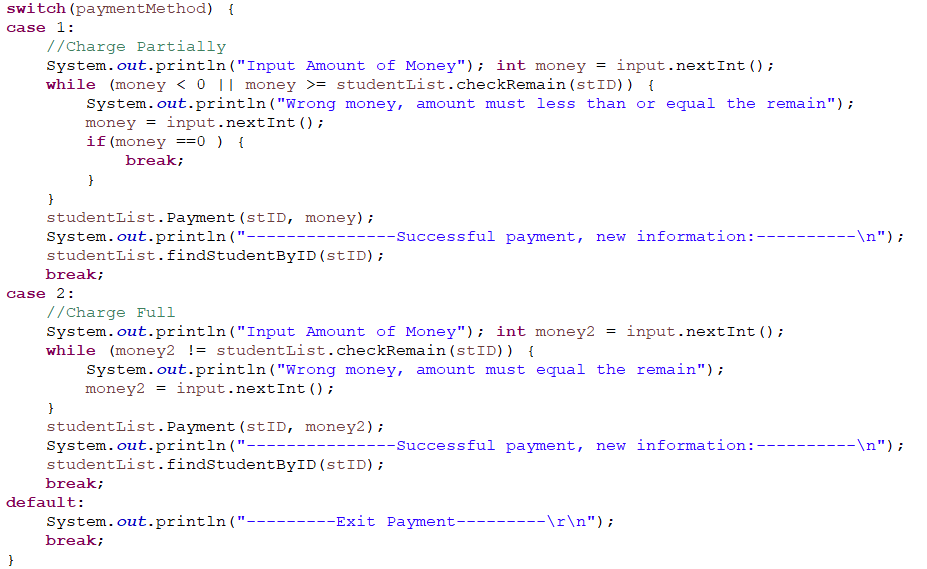 switch(paymentMethod) {
case 1:
    //Charge Partially
    System.out.println("Input Amount of Money"); int money = input.nextInt();
    while (money < 0 || money >= studentList.checkRemain(stID)) {
        System.out.println("Wrong money, amount must less than or equal the remain");
        money = input.nextInt();
        if(money ==0 ) {
            break;
        }
    }
    studentList.Payment(stID, money);
    System.out.println("---------------Successful payment, new information:----------\n");
    studentList.findStudentByID(stID);
    break;
case 2:
    //Charge Full
    System.out.println("Input Amount of Money"); int money2 = input.nextInt();
    while (money2 != studentList.checkRemain(stID)) {
        System.out.println("Wrong money, amount must equal the remain");
        money2 = input.nextInt();
    }
    studentList.Payment(stID, money2);
    System.out.println("---------------Successful payment, new information:----------\n");
    studentList.findStudentByID(stID);
    break;
default:
    System.out.println("---------Exit Payment---------\r\n");
    break;
}